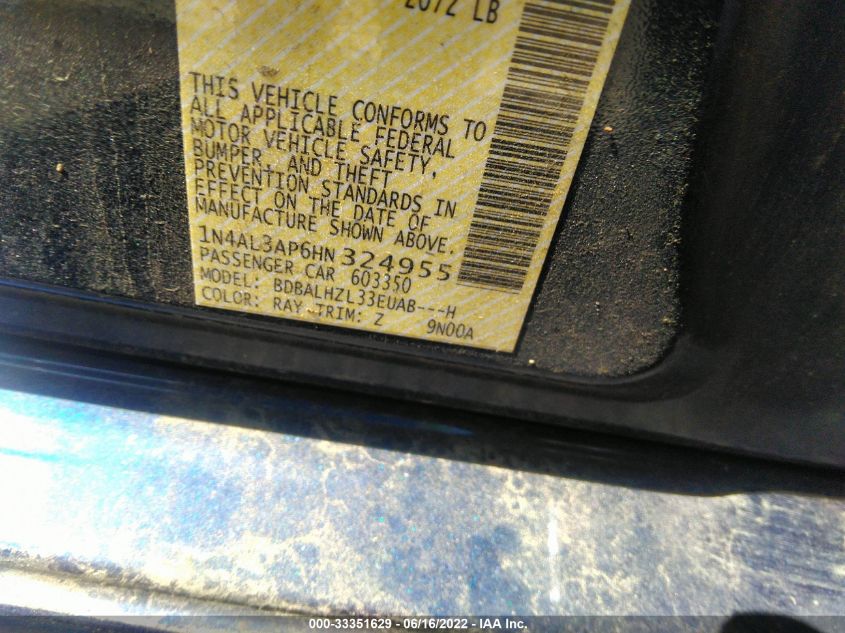 2072 LB
THIS VEHICLE CONFORMS TO
ALL APPLICABLE FEDERAL
MOTOR VEHICLE SAFETY,
BUMPER, AND THEFT
PREVENTION STANDARDS IN
EFFECT ON THE DATE OF
MANUFACTURE SHOWN ABOVE.
1N4AL3AP6HN 324955
PASSENGER CAR 603350
MODEL: BDBALHZL33EUAB---H
COLOR: RAY TRIM: Z 9N00A
000-33351629 - 06/16/2022 - IAA Inc.